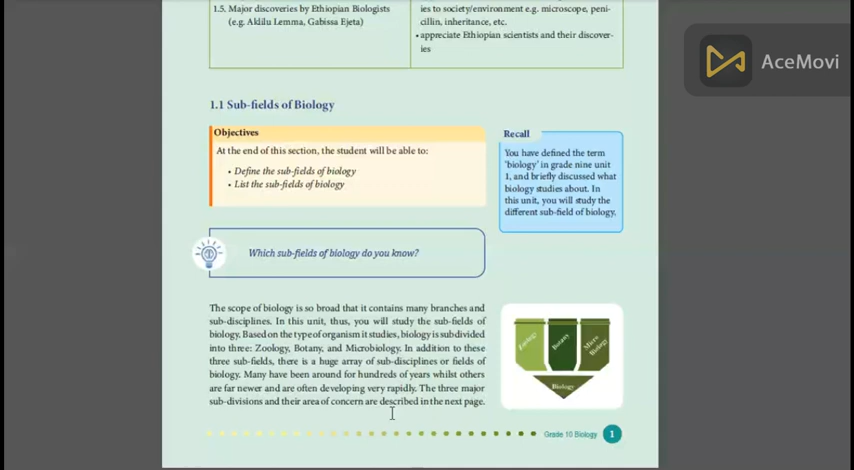 1.5. Major discoveries by Ethiopian Biologists
(e.g. Aklilu Lemma, Gabissa Ejeta)
ies to society/environment e.g. microscope, peni-
cillin, inheritance, etc.
• appreciate Ethiopian scientists and their discover-
ies
AceMovi
1.1 Sub-fields of Biology
Objectives
At the end of this section, the student will be able to:
• Define the sub-fields of biology
• List the sub-fields of biology
Recall
You have defined the term
'biology' in grade nine unit
1, and briefly discussed what
biology studies about. In
this unit, you will study the
different sub-field of biology.
Which sub-fields of biology do you know?
The scope of biology is so broad that it contains many branches and
sub-disciplines. In this unit, thus, you will study the sub-fields of
biology. Based on the type of organism it studies, biology is subdivided
into three: Zoology, Botany, and Microbiology. In addition to these
three sub-fields, there is a huge array of sub-disciplines or fields of
biology. Many have been around for hundreds of years whilst others
are far newer and are often developing very rapidly. The three major
sub-divisions and their area of concern are described in the next page.
Zoology
Botany
Micro
Biology
Biology
Grade 10 Biology 1